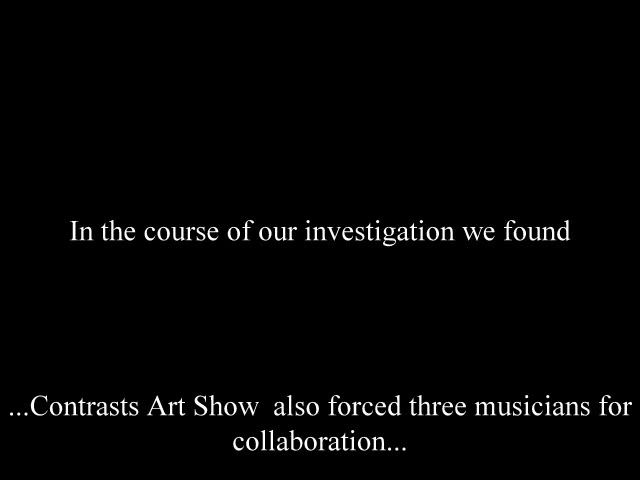 In the course of our investigation we found
...Contrasts Art Show  also forced three musicians for
collaboration...